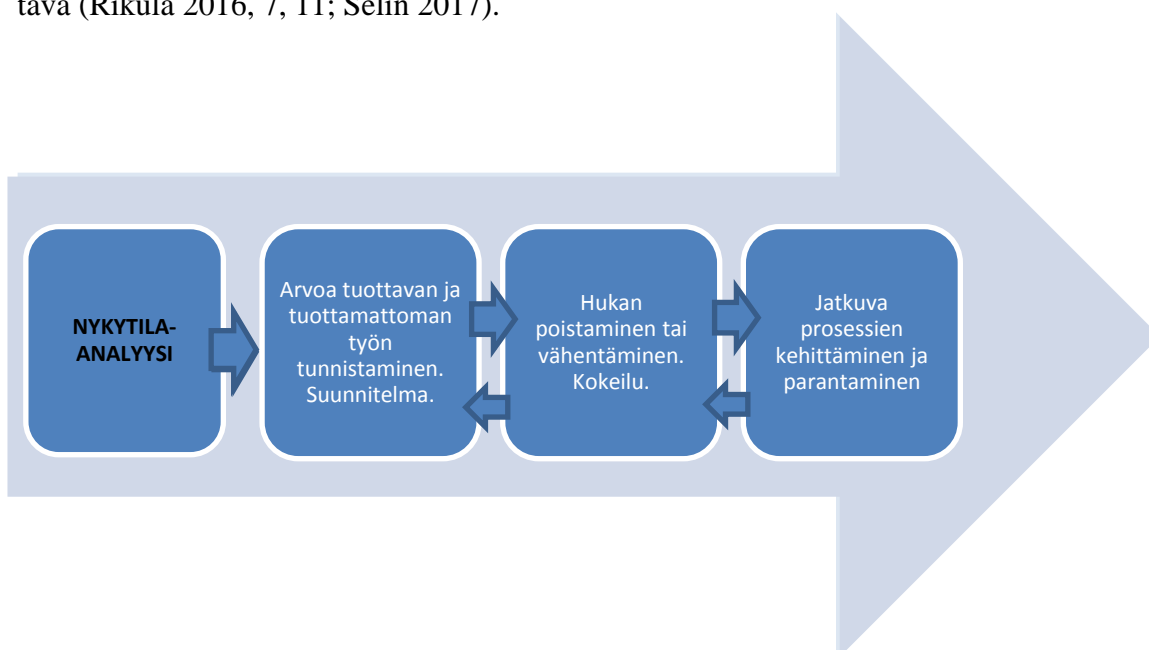 tava (Rikula 2016, 7, 11; Selin 2017).
NYKYTILA-
ANALYYSI
Arvoa tuottavan ja
tuottamattoman
työn
tunnistaminen.
Suunnitelma.
Hukan
poistaminen tai
vähentäminen.
Kokeilu.
Jatkuva
prosessien
kehittäminen ja
parantaminen